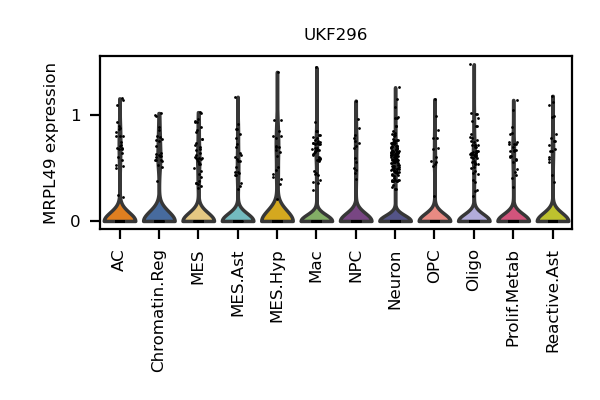 UKF296
MRPL49 expression
1
0
AC
Chromatin.Reg
MES
MES.Ast
MES.Hyp
Mac
NPC
Neuron
OPC
Oligo
Prolif.Metab
Reactive.Ast